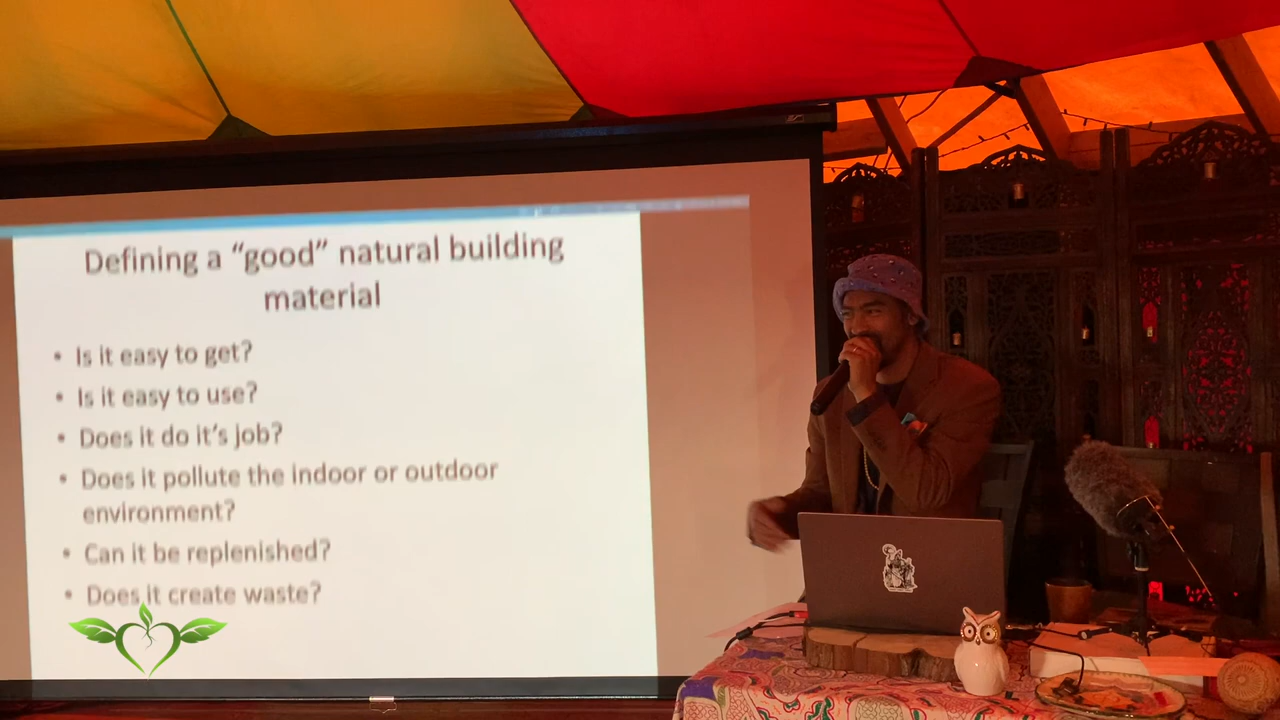 Defining a “good” natural building
material
• Is it easy to get?
• Is it easy to use?
• Does it do it’s job?
• Does it pollute the indoor or outdoor
environment?
• Can it be replenished?
• Does it create waste?